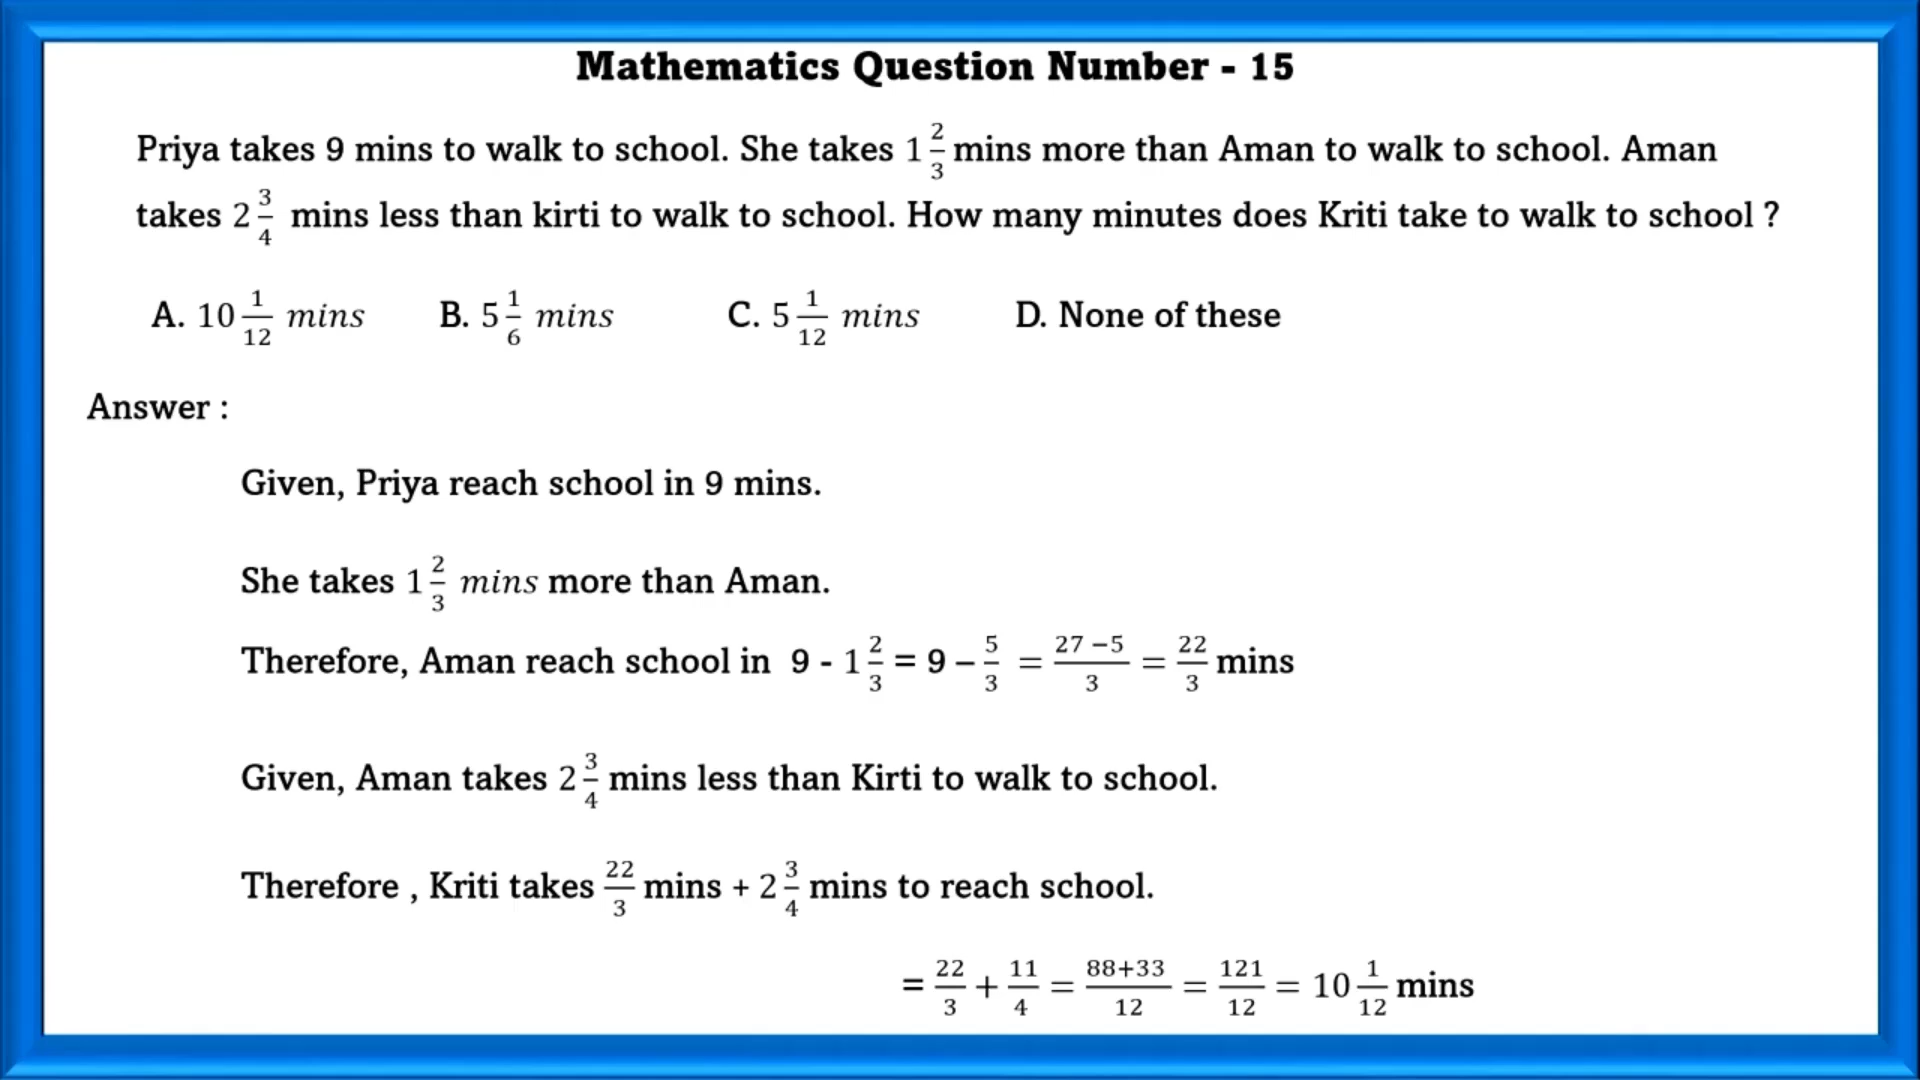 Mathematics Question Number - 15
Priya takes 9 mins to walk to school. She takes 1 2/3 mins more than Aman to walk to school. Aman
takes 2 3/4 mins less than kirti to walk to school. How many minutes does Kriti take to walk to school ?
A. 10 1/12 mins B. 5 1/6 mins C. 5 1/12 mins D. None of these
Answer :
Given, Priya reach school in 9 mins.
She takes 1 2/3 mins more than Aman.
Therefore, Aman reach school in 9 - 1 2/3 = 9 – 5/3 = (27 –5)/3 = 22/3 mins
Given, Aman takes 2 3/4 mins less than Kirti to walk to school.
Therefore , Kriti takes 22/3 mins + 2 3/4 mins to reach school.
= 22/3 + 11/4 = (88+33)/12 = 121/12 = 10 1/12 mins